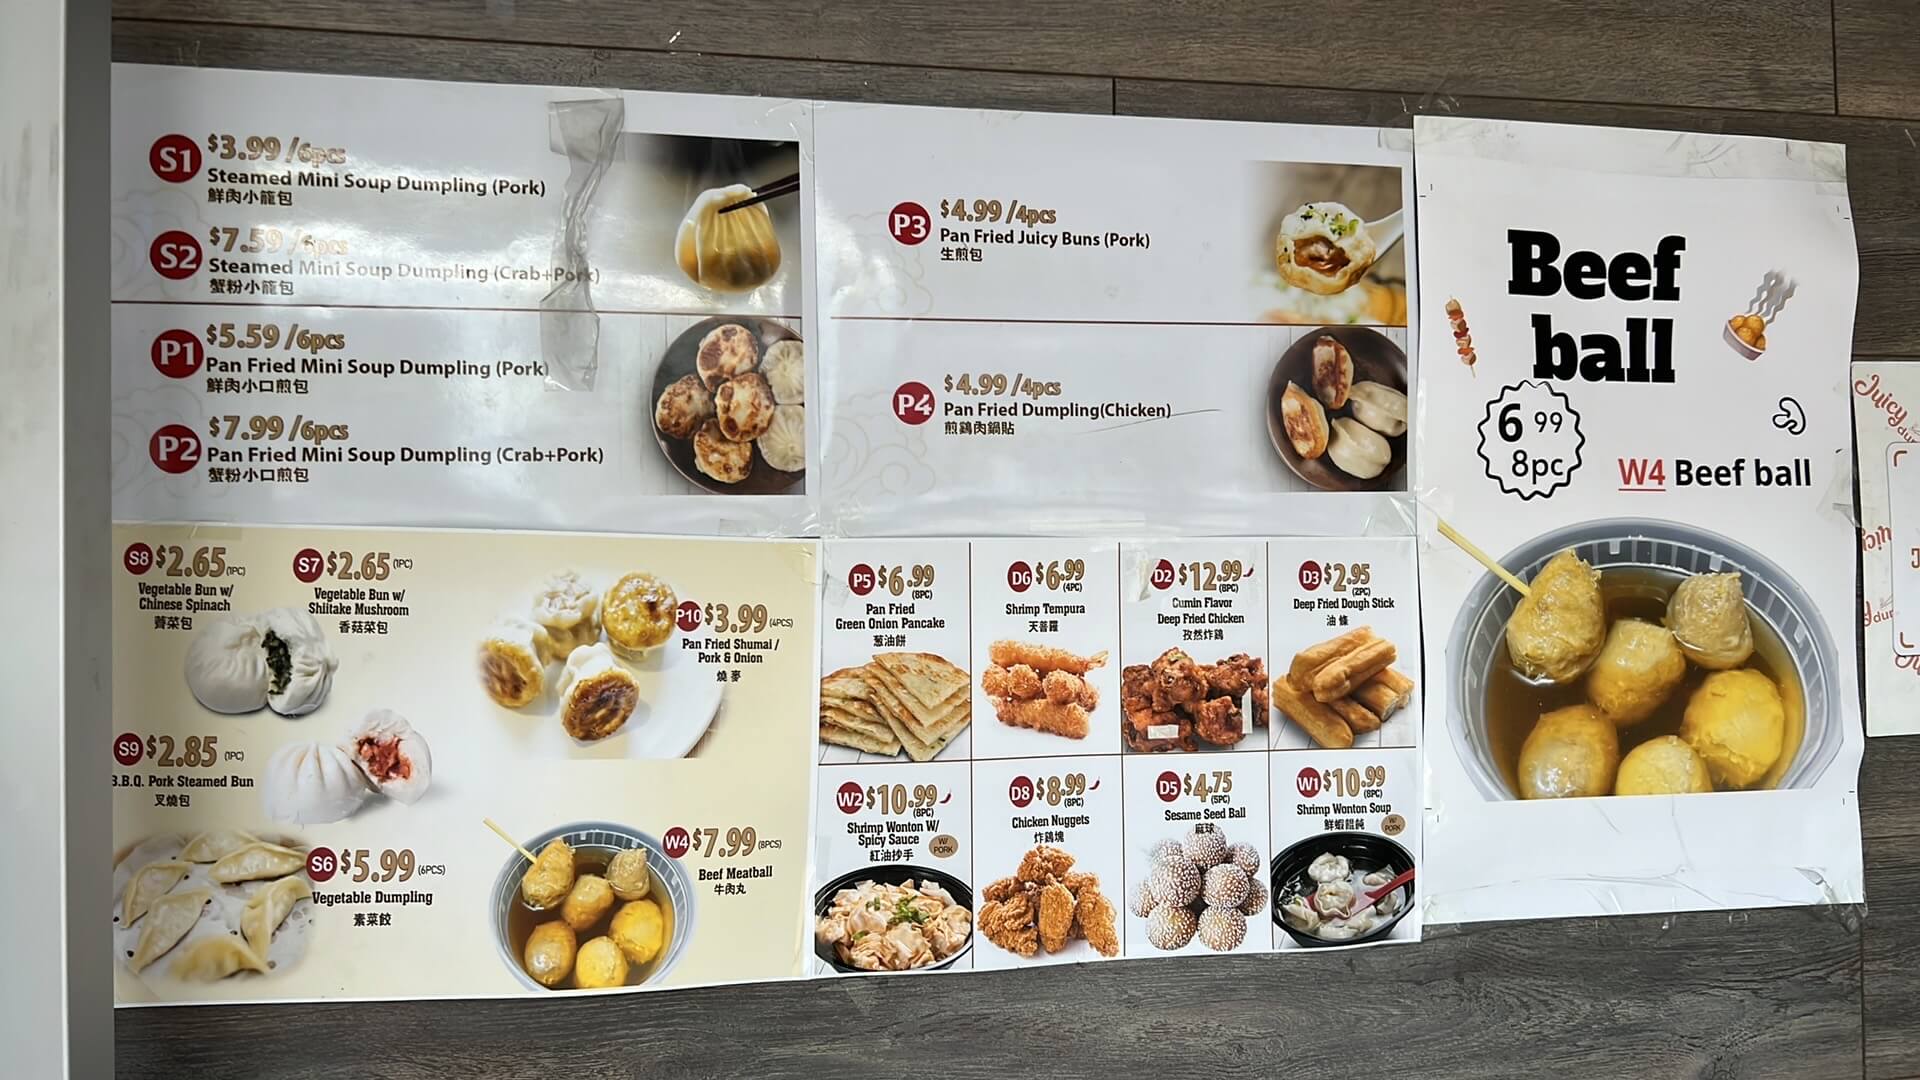 S1 $3.99 /6pcs
Steamed Mini Soup Dumpling (Pork)
鮮肉小籠包
S2 $7.59 /6pcs
Steamed Mini Soup Dumpling (Crab+Pork)
蟹粉小籠包
P1 $5.59 /6pcs
Pan Fried Mini Soup Dumpling (Pork)
鮮肉小口煎包
P2 $7.99 /6pcs
Pan Fried Mini Soup Dumpling (Crab+Pork)
蟹粉小口煎包
P3 $4.99 /4pcs
Pan Fried Juicy Buns (Pork)
生煎包
P4 $4.99 /4pcs
Pan Fried Dumpling(Chicken)
煎鷄肉鍋貼
Beef
ball
6 99
8pc
W4 Beef ball
S8 $2.65 (1PC)
Vegetable Bun w/
Chinese Spinach
薺菜包
S7 $2.65 (1PC)
Vegetable Bun w/
Shiitake Mushroom
香菇菜包
P10 $3.99 (4PCS)
Pan Fried Shumai /
Pork & Onion
燒麥
S9 $2.85 (1PC)
B.B.Q. Pork Steamed Bun
叉燒包
S6 $5.99 (6PCS)
Vegetable Dumpling
素菜餃
W4 $7.99 (8PCS)
Beef Meatball
牛肉丸
P5 $6.99
(8PC)
Pan Fried
Green Onion Pancake
葱油餅
D6 $6.99
(4PC)
Shrimp Tempura
天普羅
D2 $12.99
(8PC)
Cumin Flavor
Deep Fried Chicken
孜然炸鷄
D3 $2.95
(2PC)
Deep Fried Dough Stick
油條
W2 $10.99
(8PC)
Shrimp Wonton W/
Spicy Sauce
紅油抄手
W/
PORK
D8 $8.99
(8PC)
Chicken Nuggets
炸鷄塊
D5 $4.75
(5PC)
Sesame Seed Ball
麻球
W1 $10.99
(8PC)
Shrimp Wonton Soup
鮮蝦餛飩
W/
PORK
Juicy